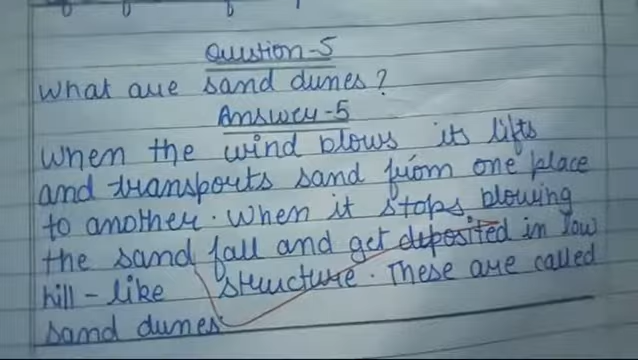 Question-5
What are sand dunes?
Answer-5
When the wind blows its lifts
and transports sand from one place
to another. When it stops blowing
the sand fall and get deposited in low
hill-like structure. These are called
sand dunes.